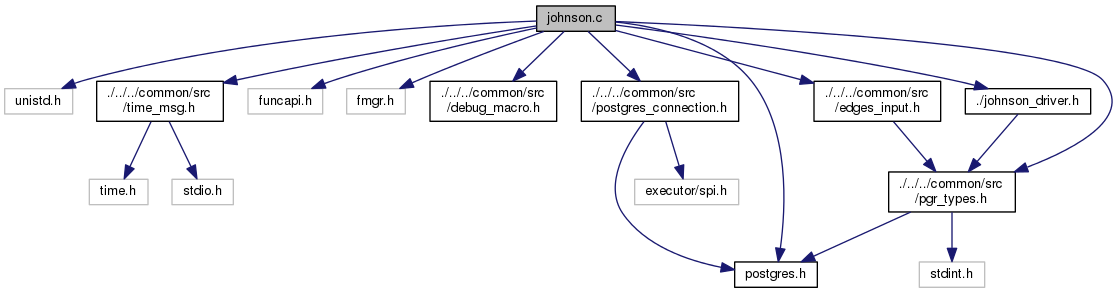 johnson.c
unistd.h
./../../common/src
/time_msg.h
funcapi.h
fmgr.h
./../../common/src
/debug_macro.h
./../../common/src
/postgres_connection.h
./../../common/src
/edges_input.h
./johnson_driver.h
time.h
stdio.h
executor/spi.h
./../../common/src
/pgr_types.h
postgres.h
stdint.h